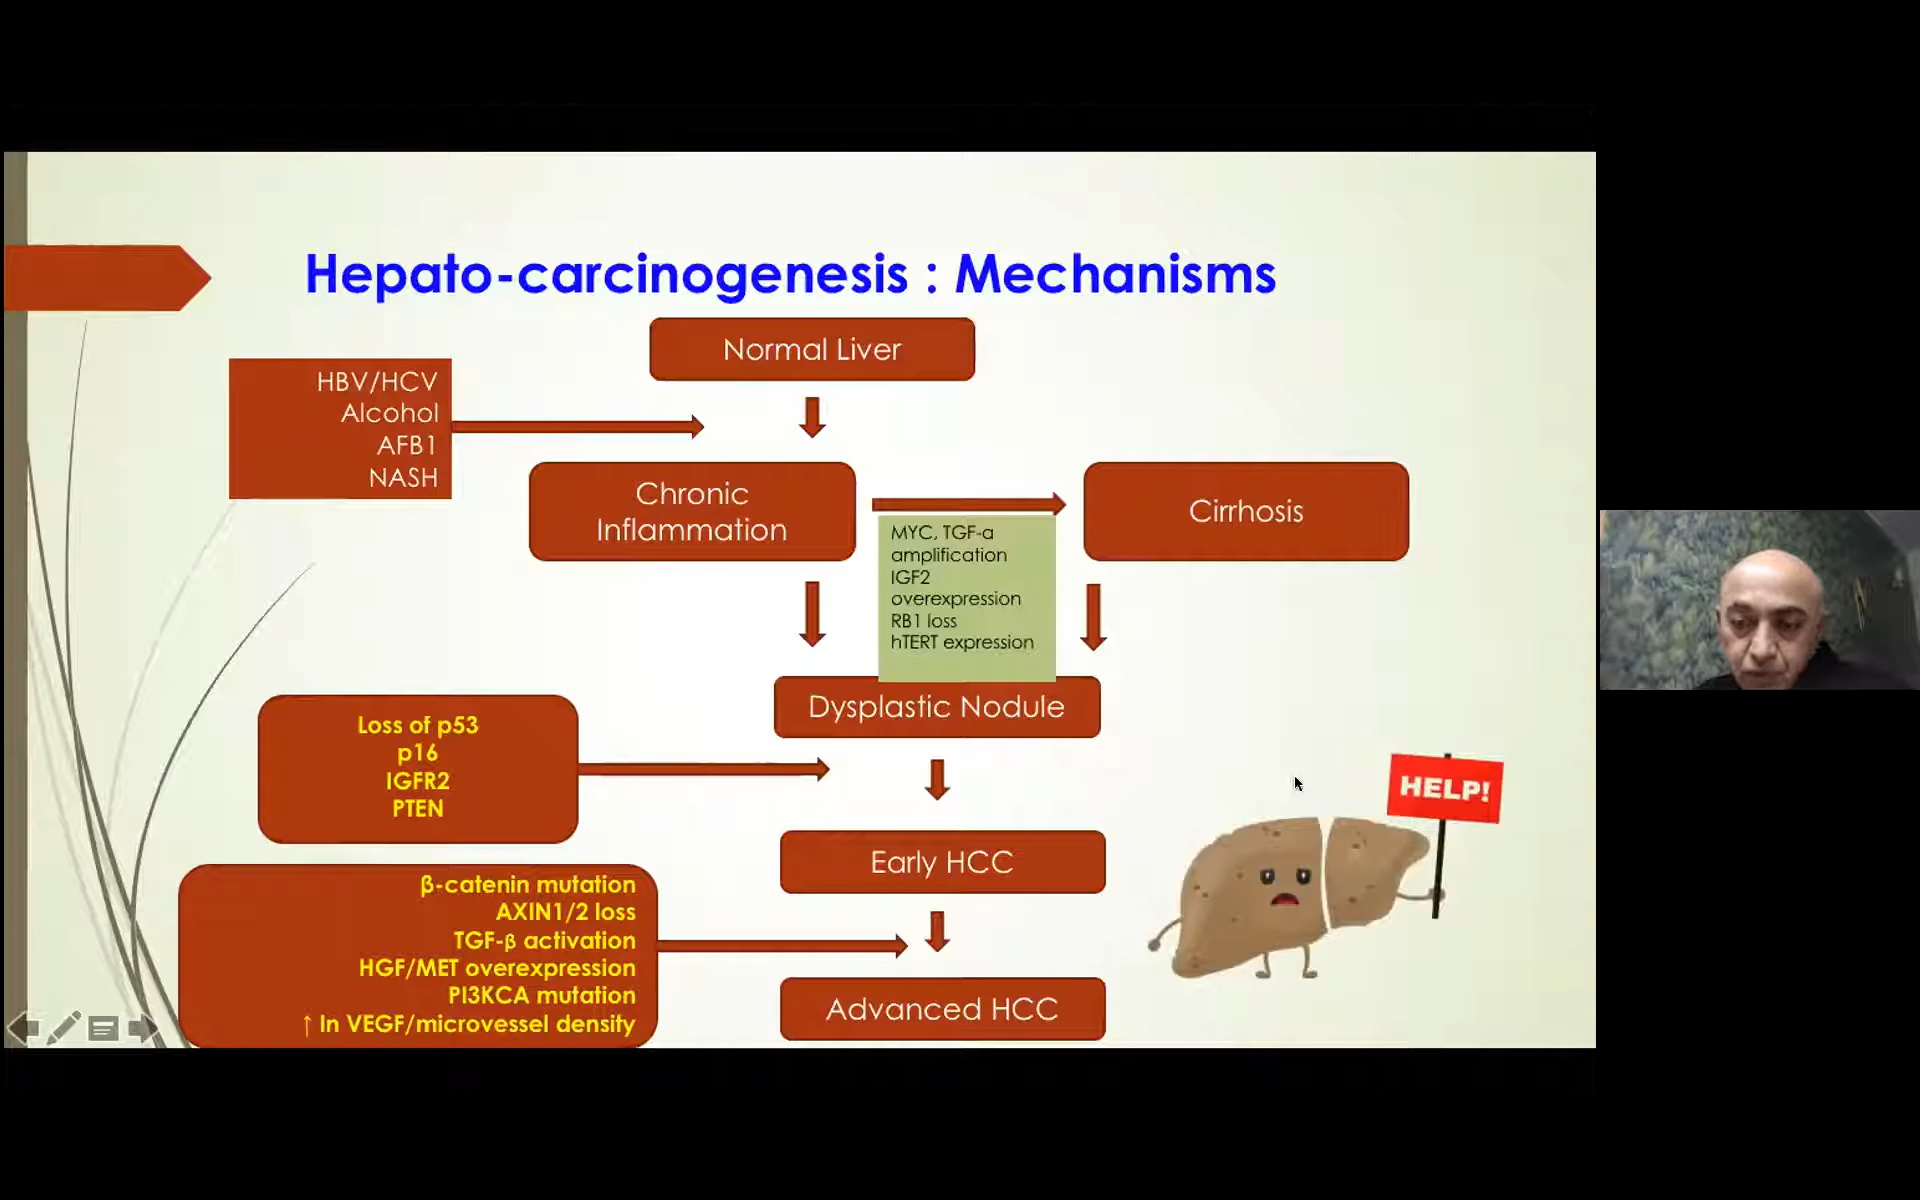 Hepato-carcinogenesis : Mechanisms
Normal Liver
HBV/HCV
Alcohol
AFB1
NASH
Chronic
Inflammation
Cirrhosis
MYC, TGF-a
amplification
IGF2
overexpression
RB1 loss
hTERT expression
Dysplastic Nodule
Loss of p53
p16
IGFR2
PTEN
HELP!
Early HCC
β-catenin mutation
AXIN1/2 loss
TGF-β activation
HGF/MET overexpression
PI3KCA mutation
↑ In VEGF/microvessel density
Advanced HCC